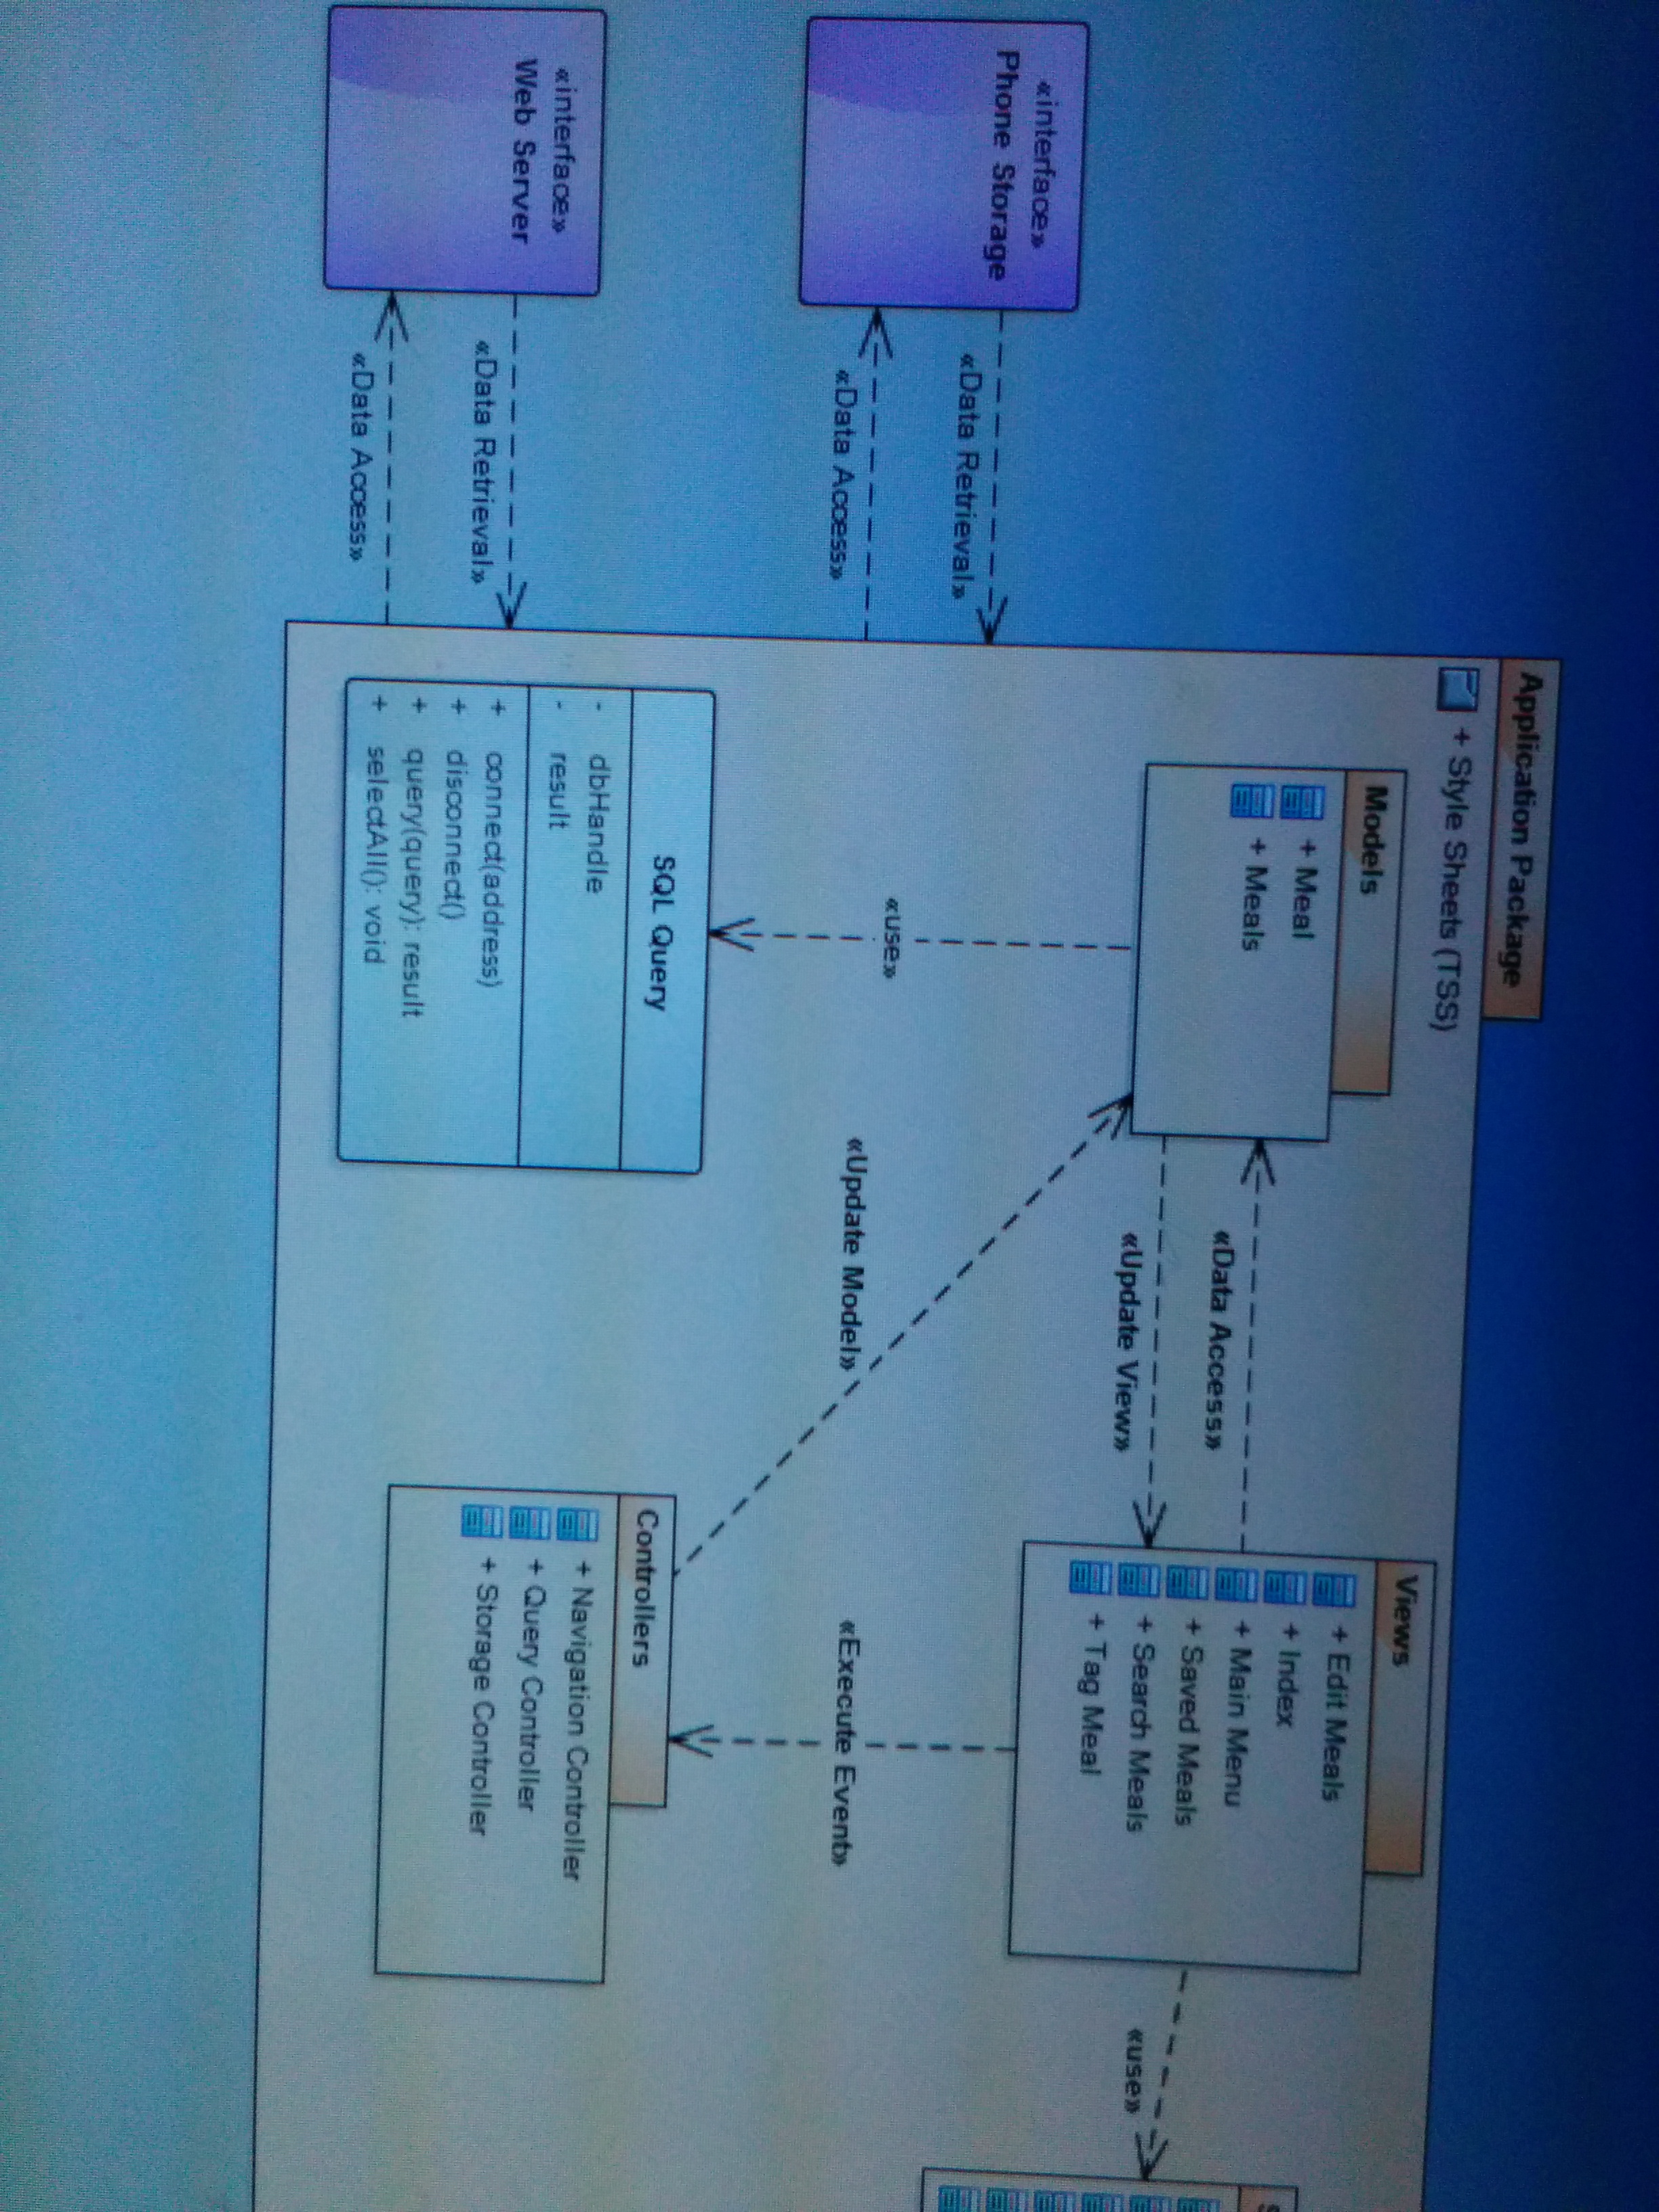 Application Package
+ Style Sheets (TSS)
Models
+ Meal
+ Meals
«Data Access»
«Update View»
Views
+ Edit Meals
+ Index
+ Main Menu
+ Saved Meals
+ Search Meals
+ Tag Meal
«use»
«interface»
Phone Storage
«Data Retrieval»
«Data Access»
«use»
«Update Model»
«Execute Event»
«interface»
Web Server
«Data Retrieval»
«Data Access»
SQL Query
- dbHandle
- result
+ connect(address)
+ disconnect()
+ query(query): result
+ selectAll(): void
Controllers
+ Navigation Controller
+ Query Controller
+ Storage Controller